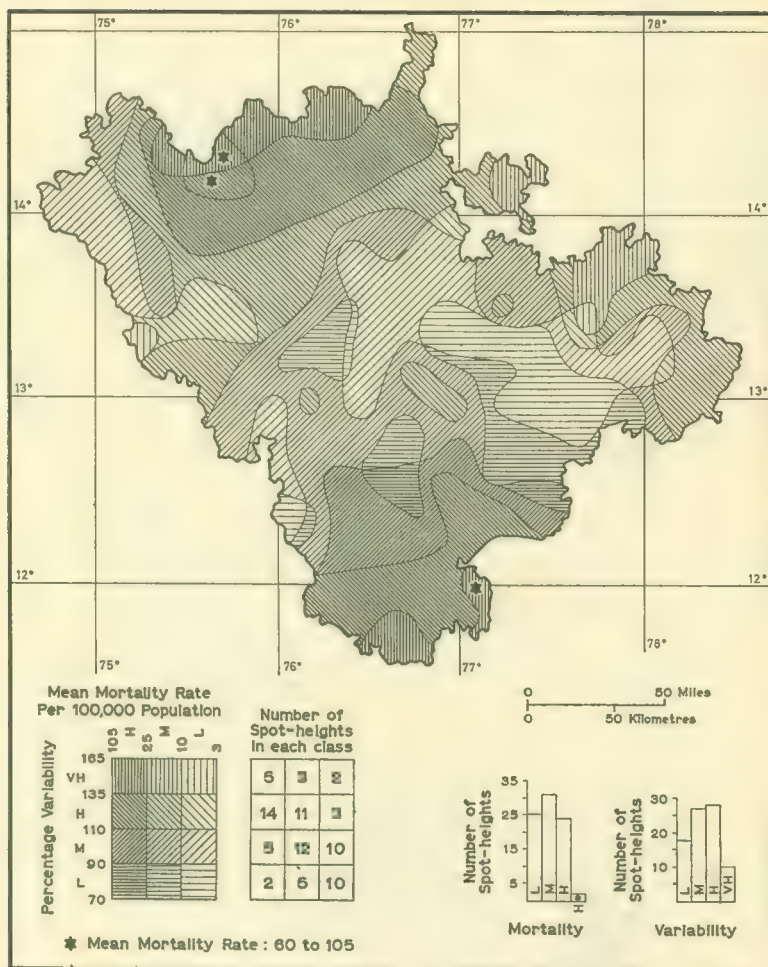 75° 76° 77° 78°
14° 14°
13° 13°
12° 12°
75° 76° 77° 78°
Mean Mortality Rate
Per 100,000 Population
H M L
105 25 10 3
Percentage Variability
165
VH
135
H
110
M
90
L
70
Number of
Spot-heights
in each class
5 3 2
14 11 3
5 12 10
2 5 10
✱ Mean Mortality Rate : 60 to 105
0 50 Miles
0 50 Kilometres
Number of
Spot-heights
35
25
15
5
L M H H
Mortality
Number of
Spot-heights
30
20
10
L M H VH
Variability